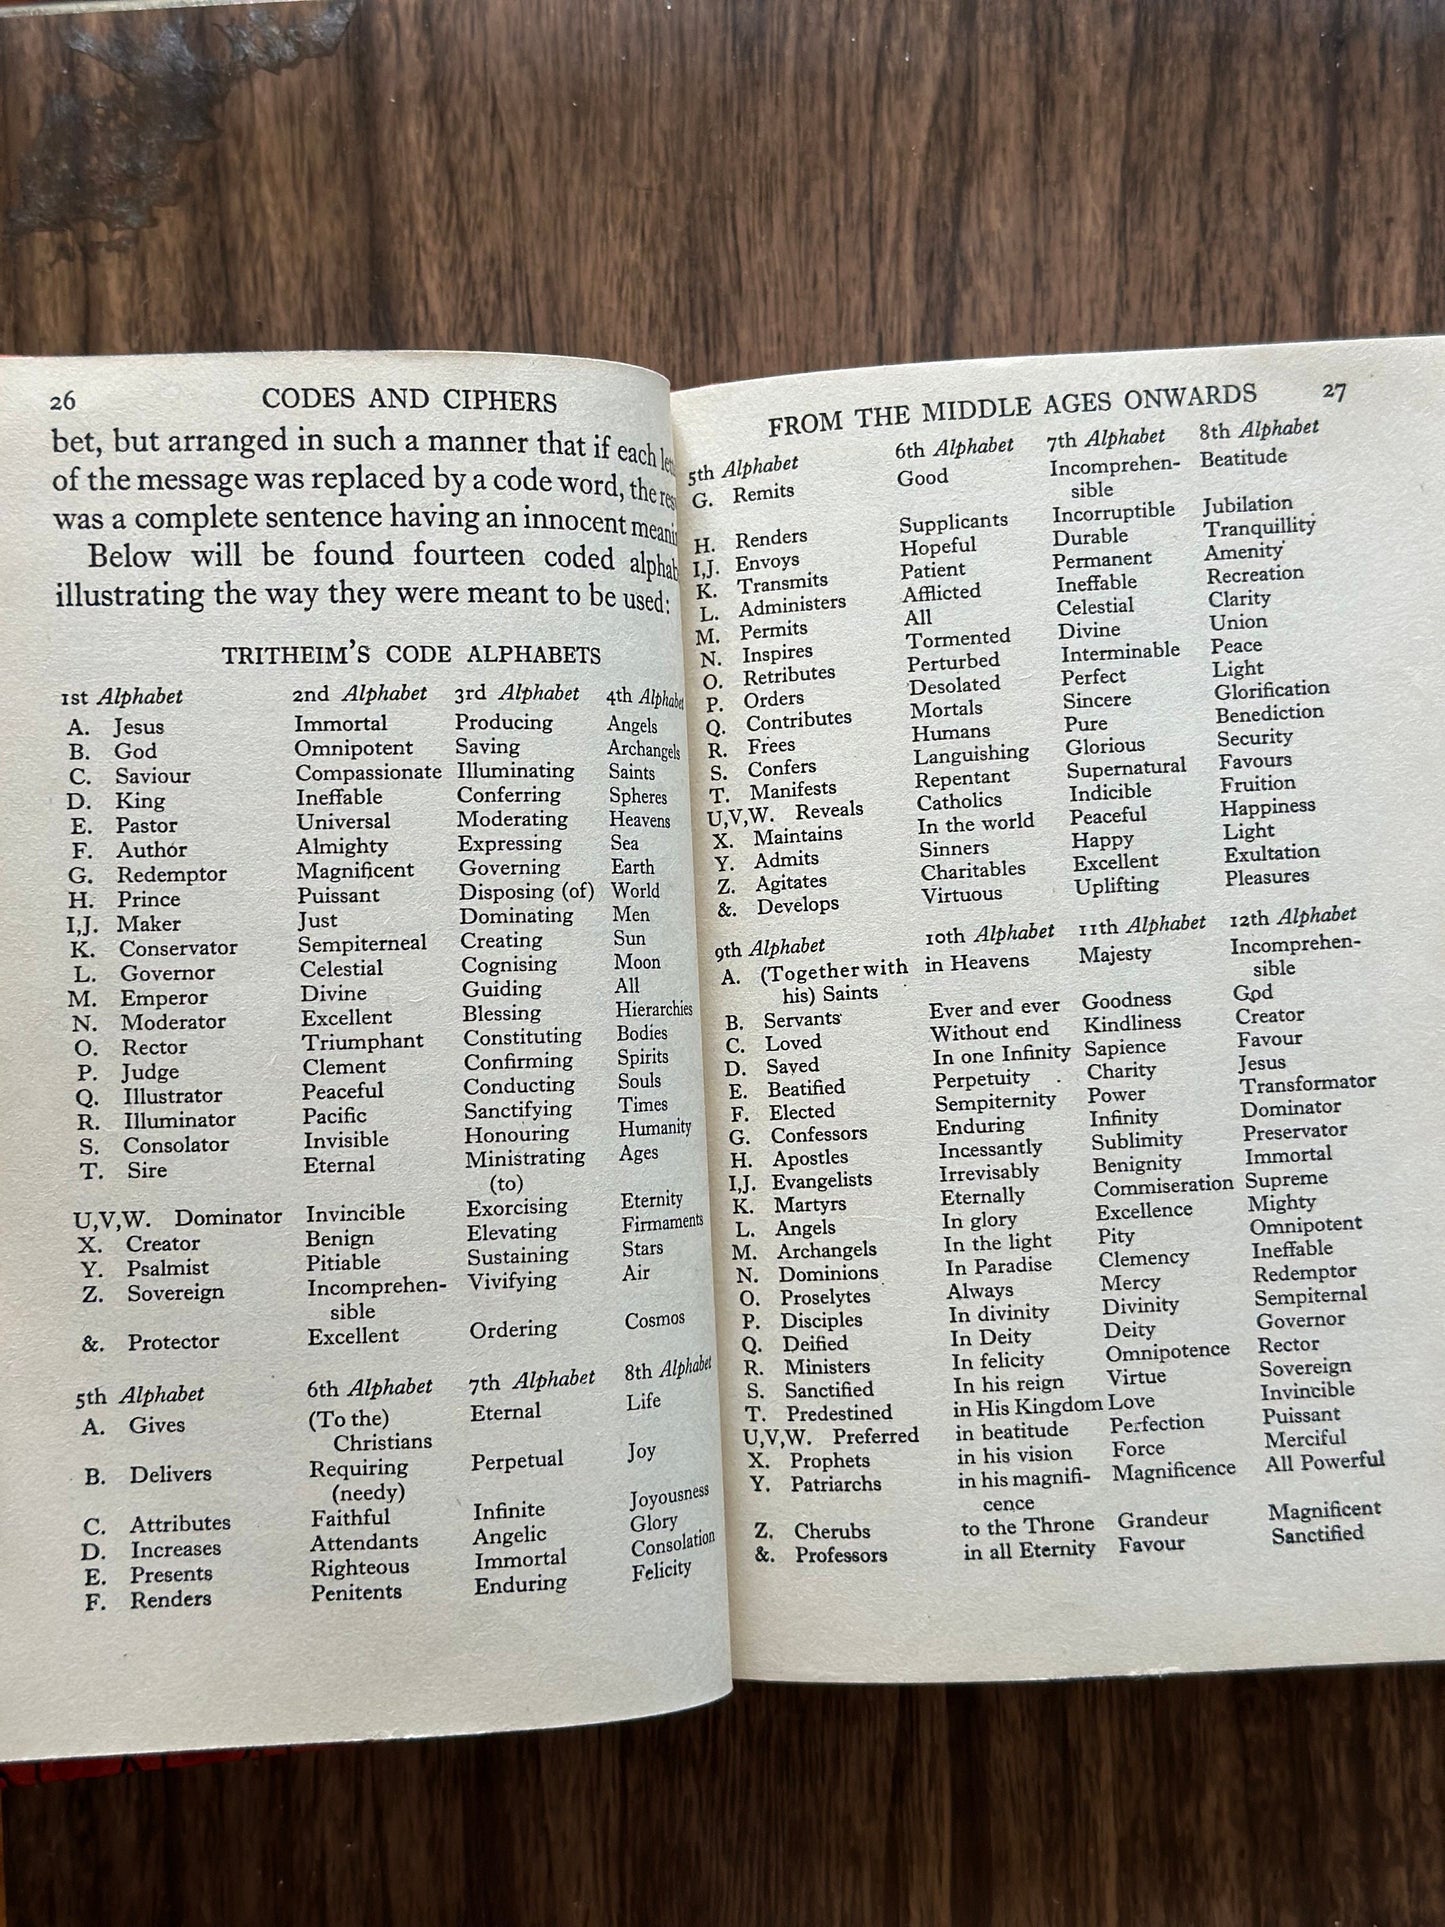 26 CODES AND CIPHERS
bet, but arranged in such a manner that if each
of the message was replaced by a code word, the
was a complete sentence having an innocent
Below will be found fourteen coded
illustrating the way they were meant to be used:
TRITHEIM'S CODE ALPHABETS
1st Alphabet 2nd Alphabet 3rd Alphabet 4th Alphabet
A. Jesus Immortal Producing Angels
B. God Omnipotent Saving Archangels
C. Saviour Compassionate Illuminating Saints
D. King Ineffable Conferring Spheres
E. Pastor Universal Moderating Heavens
F. Author Almighty Expressing Sea
G. Redemptor Magnificent Governing Earth
H. Prince Puissant Disposing (of) World
I,J. Maker Just Dominating Men
K. Conservator Sempiterneal Creating Sun
L. Governor Celestial Cognising Moon
M. Emperor Divine Guiding All
N. Moderator Excellent Blessing Hierarchies
O. Rector Triumphant Constituting Bodies
P. Judge Clement Confirming Spirits
Q. Illustrator Peaceful Conducting Souls
R. Illuminator Pacific Sanctifying Times
S. Consolator Invisible Honouring Humanity
T. Sire Eternal Ministrating Ages
(to)
U,V,W. Dominator Invincible Exorcising Eternity
X. Creator Benign Elevating Firmaments
Y. Psalmist Pitiable Sustaining Stars
Z. Sovereign Incomprehen- Vivifying Air
sible
&. Protector Excellent Ordering Cosmos
5th Alphabet 6th Alphabet 7th Alphabet 8th Alphabet
A. Gives (To the) Eternal Life
Christians
B. Delivers Requiring Perpetual Joy
(needy)
C. Attributes Faithful Infinite Joyousness
D. Increases Attendants Angelic Glory
E. Presents Righteous Immortal Consolation
F. Renders Penitents Enduring Felicity
FROM THE MIDDLE AGES ONWARDS 27
5th Alphabet 6th Alphabet 7th Alphabet 8th Alphabet
G. Remits Good Incomprehen- Beatitude
sible
H. Renders Supplicants Incorruptible Jubilation
I,J. Envoys Hopeful Durable Tranquillity
K. Transmits Patient Permanent Amenity
L. Administers Afflicted Ineffable Recreation
M. Permits All Celestial Clarity
N. Inspires Tormented Divine Union
O. Retributes Perturbed Interminable Peace
P. Orders Desolated Perfect Light
Q. Contributes Mortals Sincere Glorification
R. Frees Humans Pure Benediction
S. Confers Languishing Glorious Security
T. Manifests Repentant Supernatural Favours
U,V,W. Reveals Catholics Indicible Fruition
X. Maintains In the world Peaceful Happiness
Y. Admits Sinners Happy Light
Z. Agitates Charitables Excellent Exultation
&. Develops Virtuous Uplifting Pleasures
9th Alphabet 10th Alphabet 11th Alphabet 12th Alphabet
A. (Together with in Heavens Majesty Incomprehen-
his) Saints sible
B. Servants Ever and ever Goodness God
C. Loved Without end Kindliness Creator
D. Saved In one Infinity Sapience Favour
E. Beatified Perpetuity Charity Jesus
F. Elected Sempiternity Power Transformator
G. Confessors Enduring Infinity Dominator
H. Apostles Incessantly Sublimity Preservator
I,J. Evangelists Irrevisably Benignity Immortal
K. Martyrs Eternally Commiseration Supreme
L. Angels In glory Excellence Mighty
M. Archangels In the light Pity Omnipotent
N. Dominions In Paradise Clemency Ineffable
O. Proselytes Always Mercy Redemptor
P. Disciples In divinity Divinity Sempiternal
Q. Deified In Deity Deity Governor
R. Ministers In felicity Omnipotence Rector
S. Sanctified In his reign Virtue Sovereign
T. Predestined in His Kingdom Love Invincible
U,V,W. Preferred in beatitude Perfection Puissant
X. Prophets in his vision Force Merciful
Y. Patriarchs in his magnifi- Magnificence All Powerful
cence
Z. Cherubs to the Throne Grandeur Magnificent
&. Professors in all Eternity Favour Sanctified